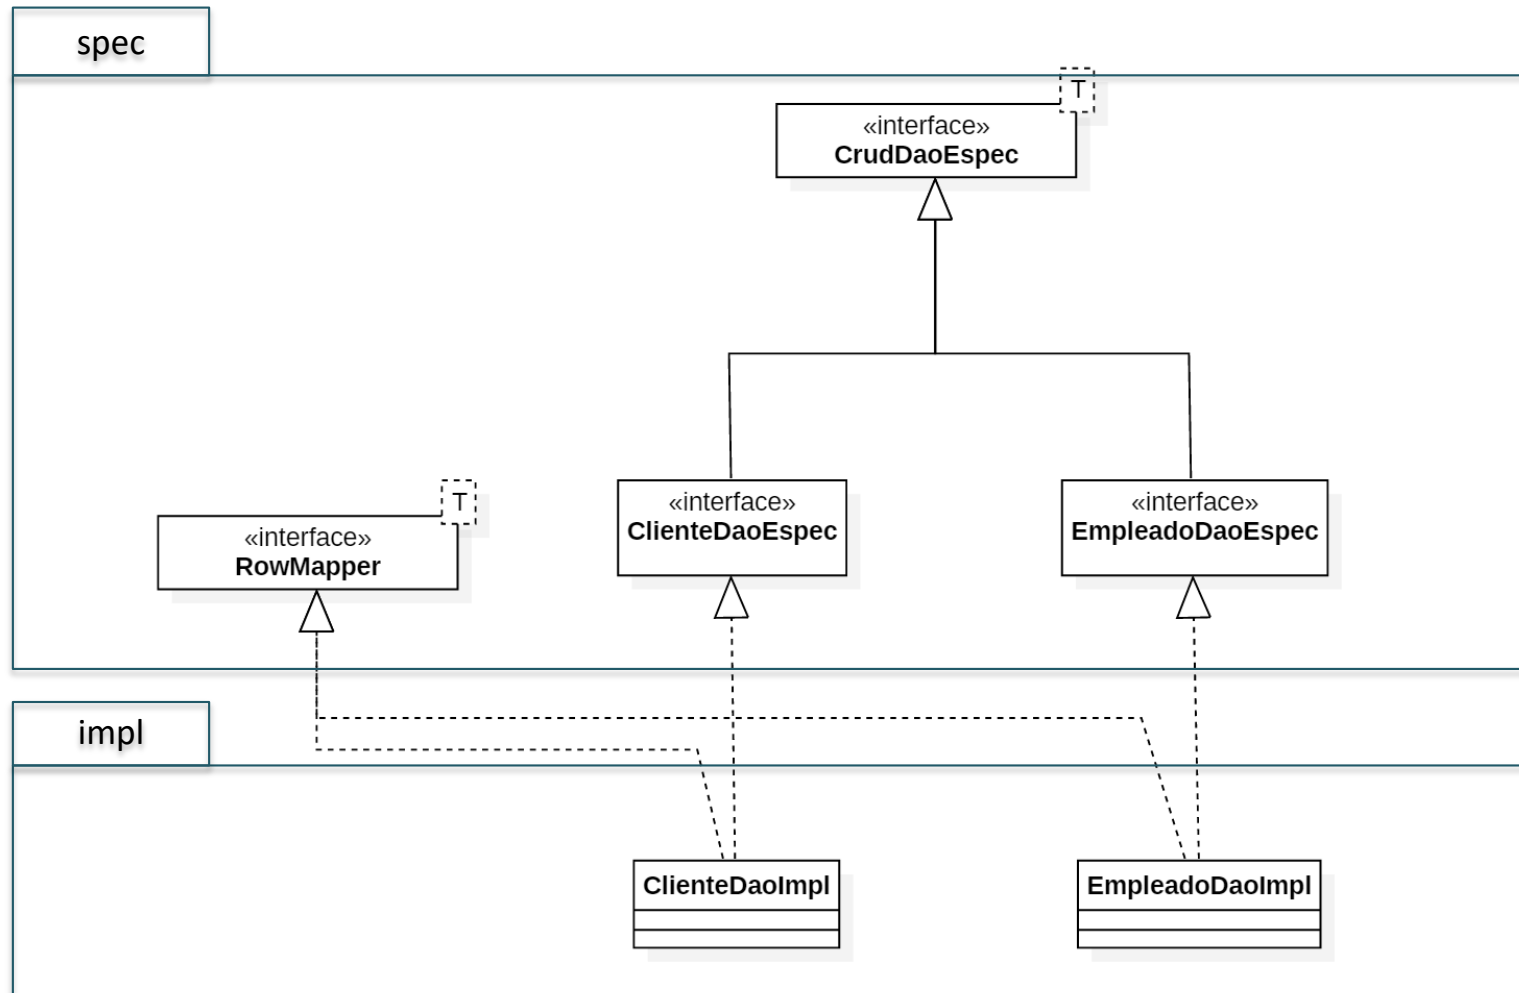 spec
T
«interface»
CrudDaoEspec
T
«interface»
RowMapper
«interface»
ClienteDaoEspec
«interface»
EmpleadoDaoEspec
impl
ClienteDaoImpl
EmpleadoDaoImpl